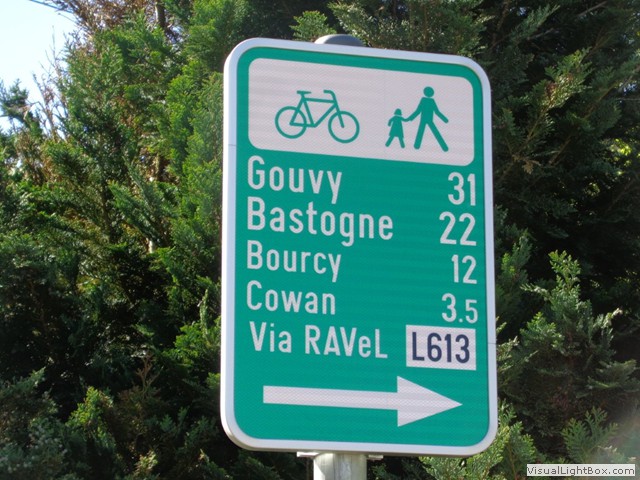 Gouvy 31
Bastogne 22
Bourcy 12
Cowan 3.5
Via RAVeL L613
VisualLightBox.com